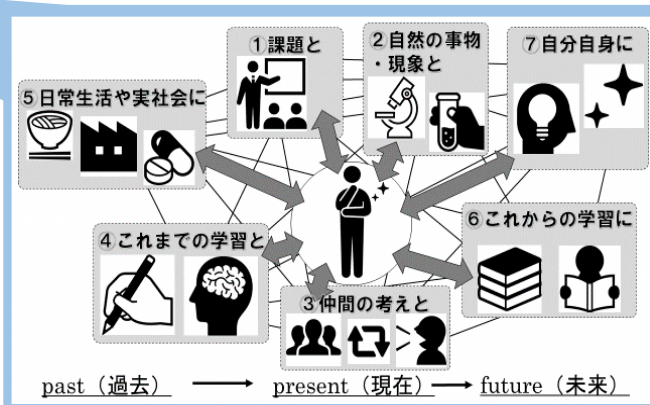 ①課題と
②自然の事物
・現象と
⑦自分自身に
⑤日常生活や実社会に
⑥これからの学習に
④これまでの学習と
③仲間の考えと
past（過去） present（現在） future（未来）